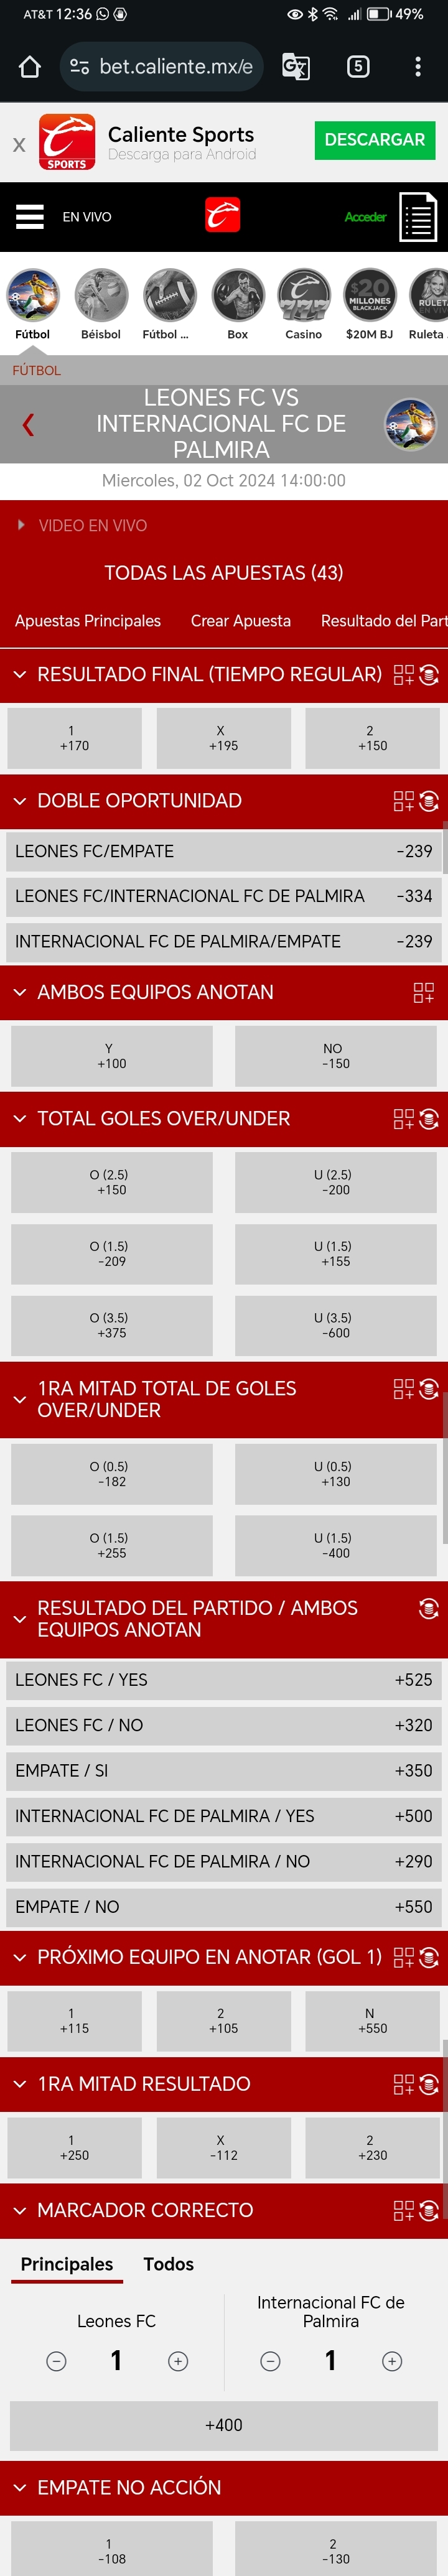 AT&T 12:36 49%
bet.caliente.mx/e 5
X
SPORTS
Caliente Sports
Descarga para Android
DESCARGAR
EN VIVO
Acceder
$20
MILLONES
BLACKJACK
Fútbol Béisbol Fútbol ... Box Casino $20M BJ Ruleta
FÚTBOL
LEONES FC VS
INTERNACIONAL FC DE
PALMIRA
Miercoles, 02 Oct 2024 14:00:00
VIDEO EN VIVO
TODAS LAS APUESTAS (43)
Apuestas Principales Crear Apuesta Resultado del Part
RESULTADO FINAL (TIEMPO REGULAR)
1 X 2
+170 +195 +150
DOBLE OPORTUNIDAD
LEONES FC/EMPATE -239
LEONES FC/INTERNACIONAL FC DE PALMIRA -334
INTERNACIONAL FC DE PALMIRA/EMPATE -239
AMBOS EQUIPOS ANOTAN
Y NO
+100 -150
TOTAL GOLES OVER/UNDER
O (2.5) U (2.5)
+150 -200
O (1.5) U (1.5)
-209 +155
O (3.5) U (3.5)
+375 -600
1RA MITAD TOTAL DE GOLES
OVER/UNDER
O (0.5) U (0.5)
-182 +130
O (1.5) U (1.5)
+255 -400
RESULTADO DEL PARTIDO / AMBOS
EQUIPOS ANOTAN
LEONES FC / YES +525
LEONES FC / NO +320
EMPATE / SI +350
INTERNACIONAL FC DE PALMIRA / YES +500
INTERNACIONAL FC DE PALMIRA / NO +290
EMPATE / NO +550
PRÓXIMO EQUIPO EN ANOTAR (GOL 1)
1 2 N
+115 +105 +550
1RA MITAD RESULTADO
1 X 2
+250 -112 +230
MARCADOR CORRECTO
Principales Todos
Leones FC
Internacional FC de
Palmira
1 1
+400
EMPATE NO ACCIÓN
1 2
-108 -130